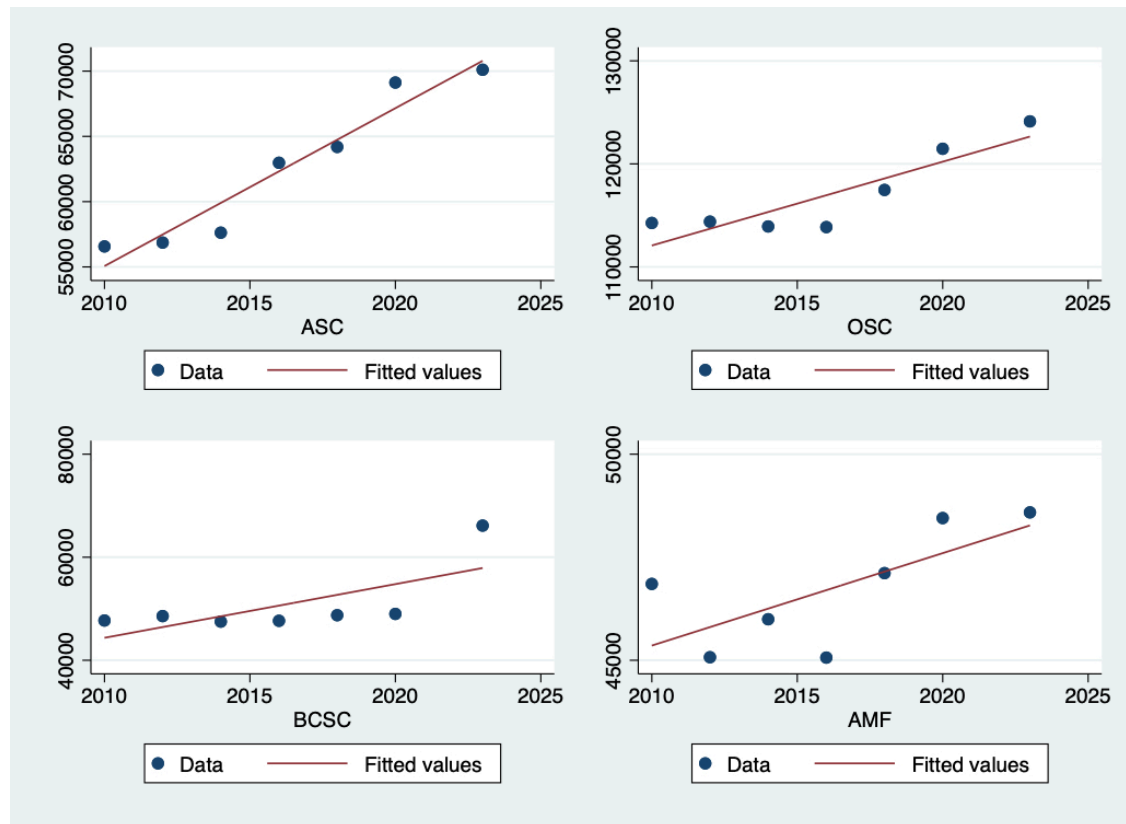 70000
65000
60000
55000
2010 2015 2020 2025
ASC
Data Fitted values
130000
120000
110000
2010 2015 2020 2025
OSC
Data Fitted values
80000
60000
40000
2010 2015 2020 2025
BCSC
Data Fitted values
50000
45000
2010 2015 2020 2025
AMF
Data Fitted values